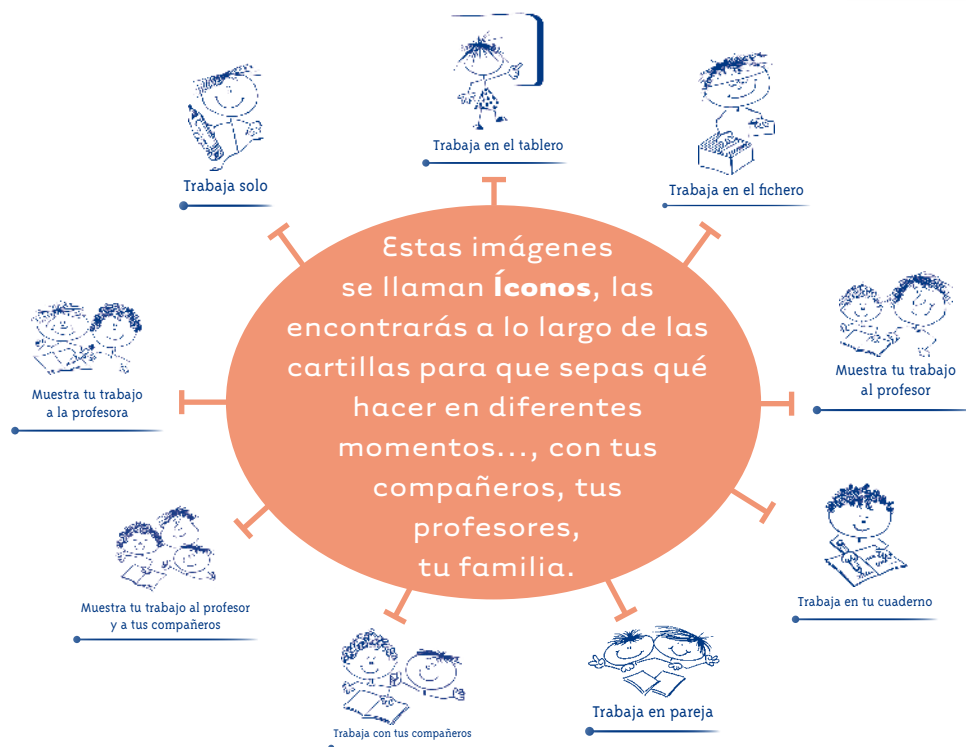 Trabaja en el tablero
Trabaja solo
Trabaja en el fichero
Estas imágenes
se llaman Íconos, las
encontrarás a lo largo de las
cartillas para que sepas qué
hacer en diferentes
momentos..., con tus
compañeros, tus
profesores,
tu familia.
Muestra tu trabajo
a la profesora
Muestra tu trabajo
al profesor
Muestra tu trabajo al profesor
y a tus compañeros
Trabaja en tu cuaderno
Trabaja con tus compañeros
Trabaja en pareja